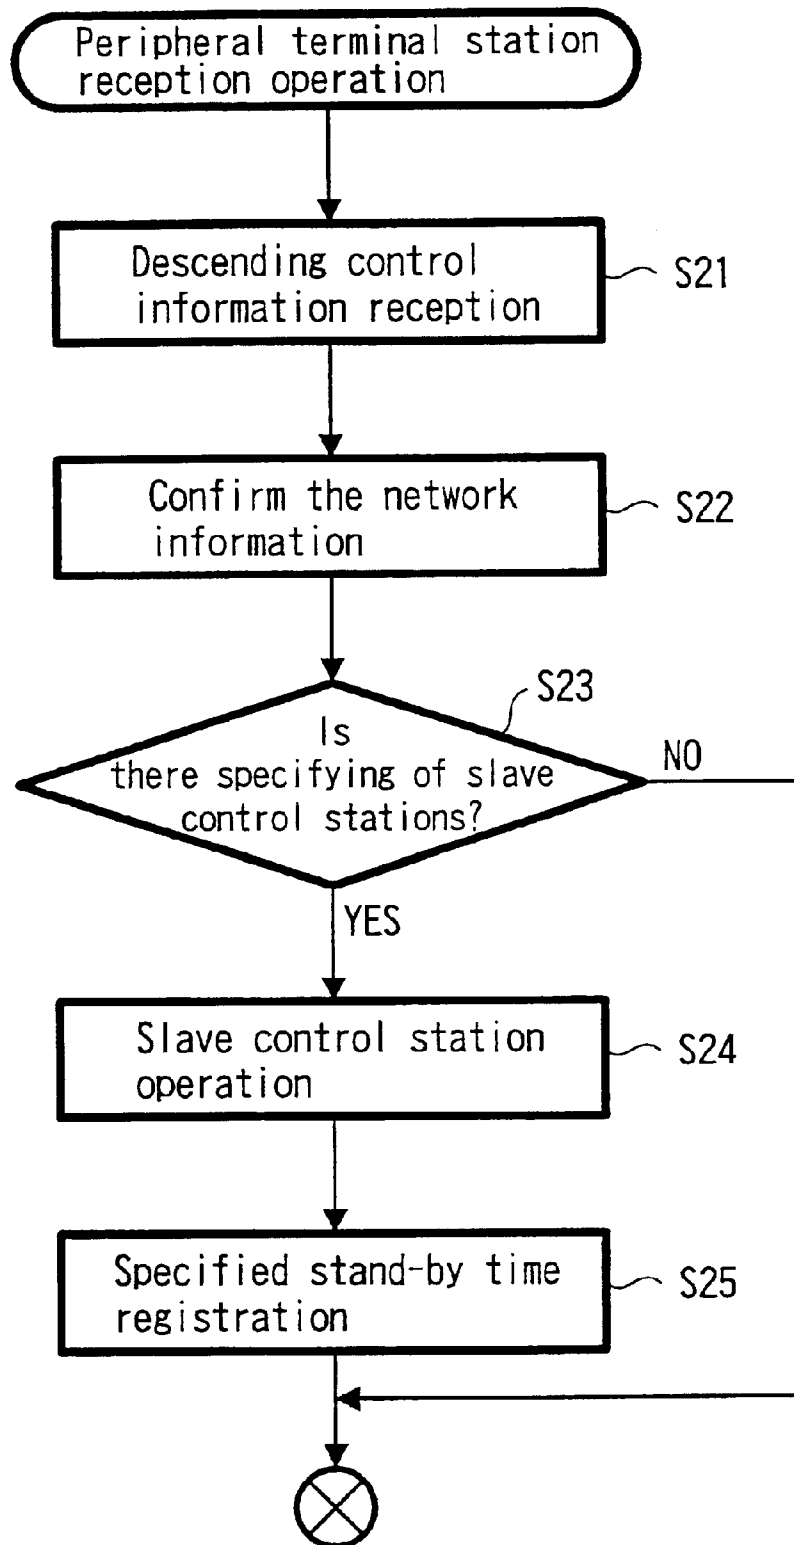 Peripheral terminal station
reception operation
Descending control
information reception
S21
Confirm the network
information
S22
S23
Is
there specifying of slave
control stations?
NO
YES
Slave control station
operation
S24
Specified stand-by time
registration
S25